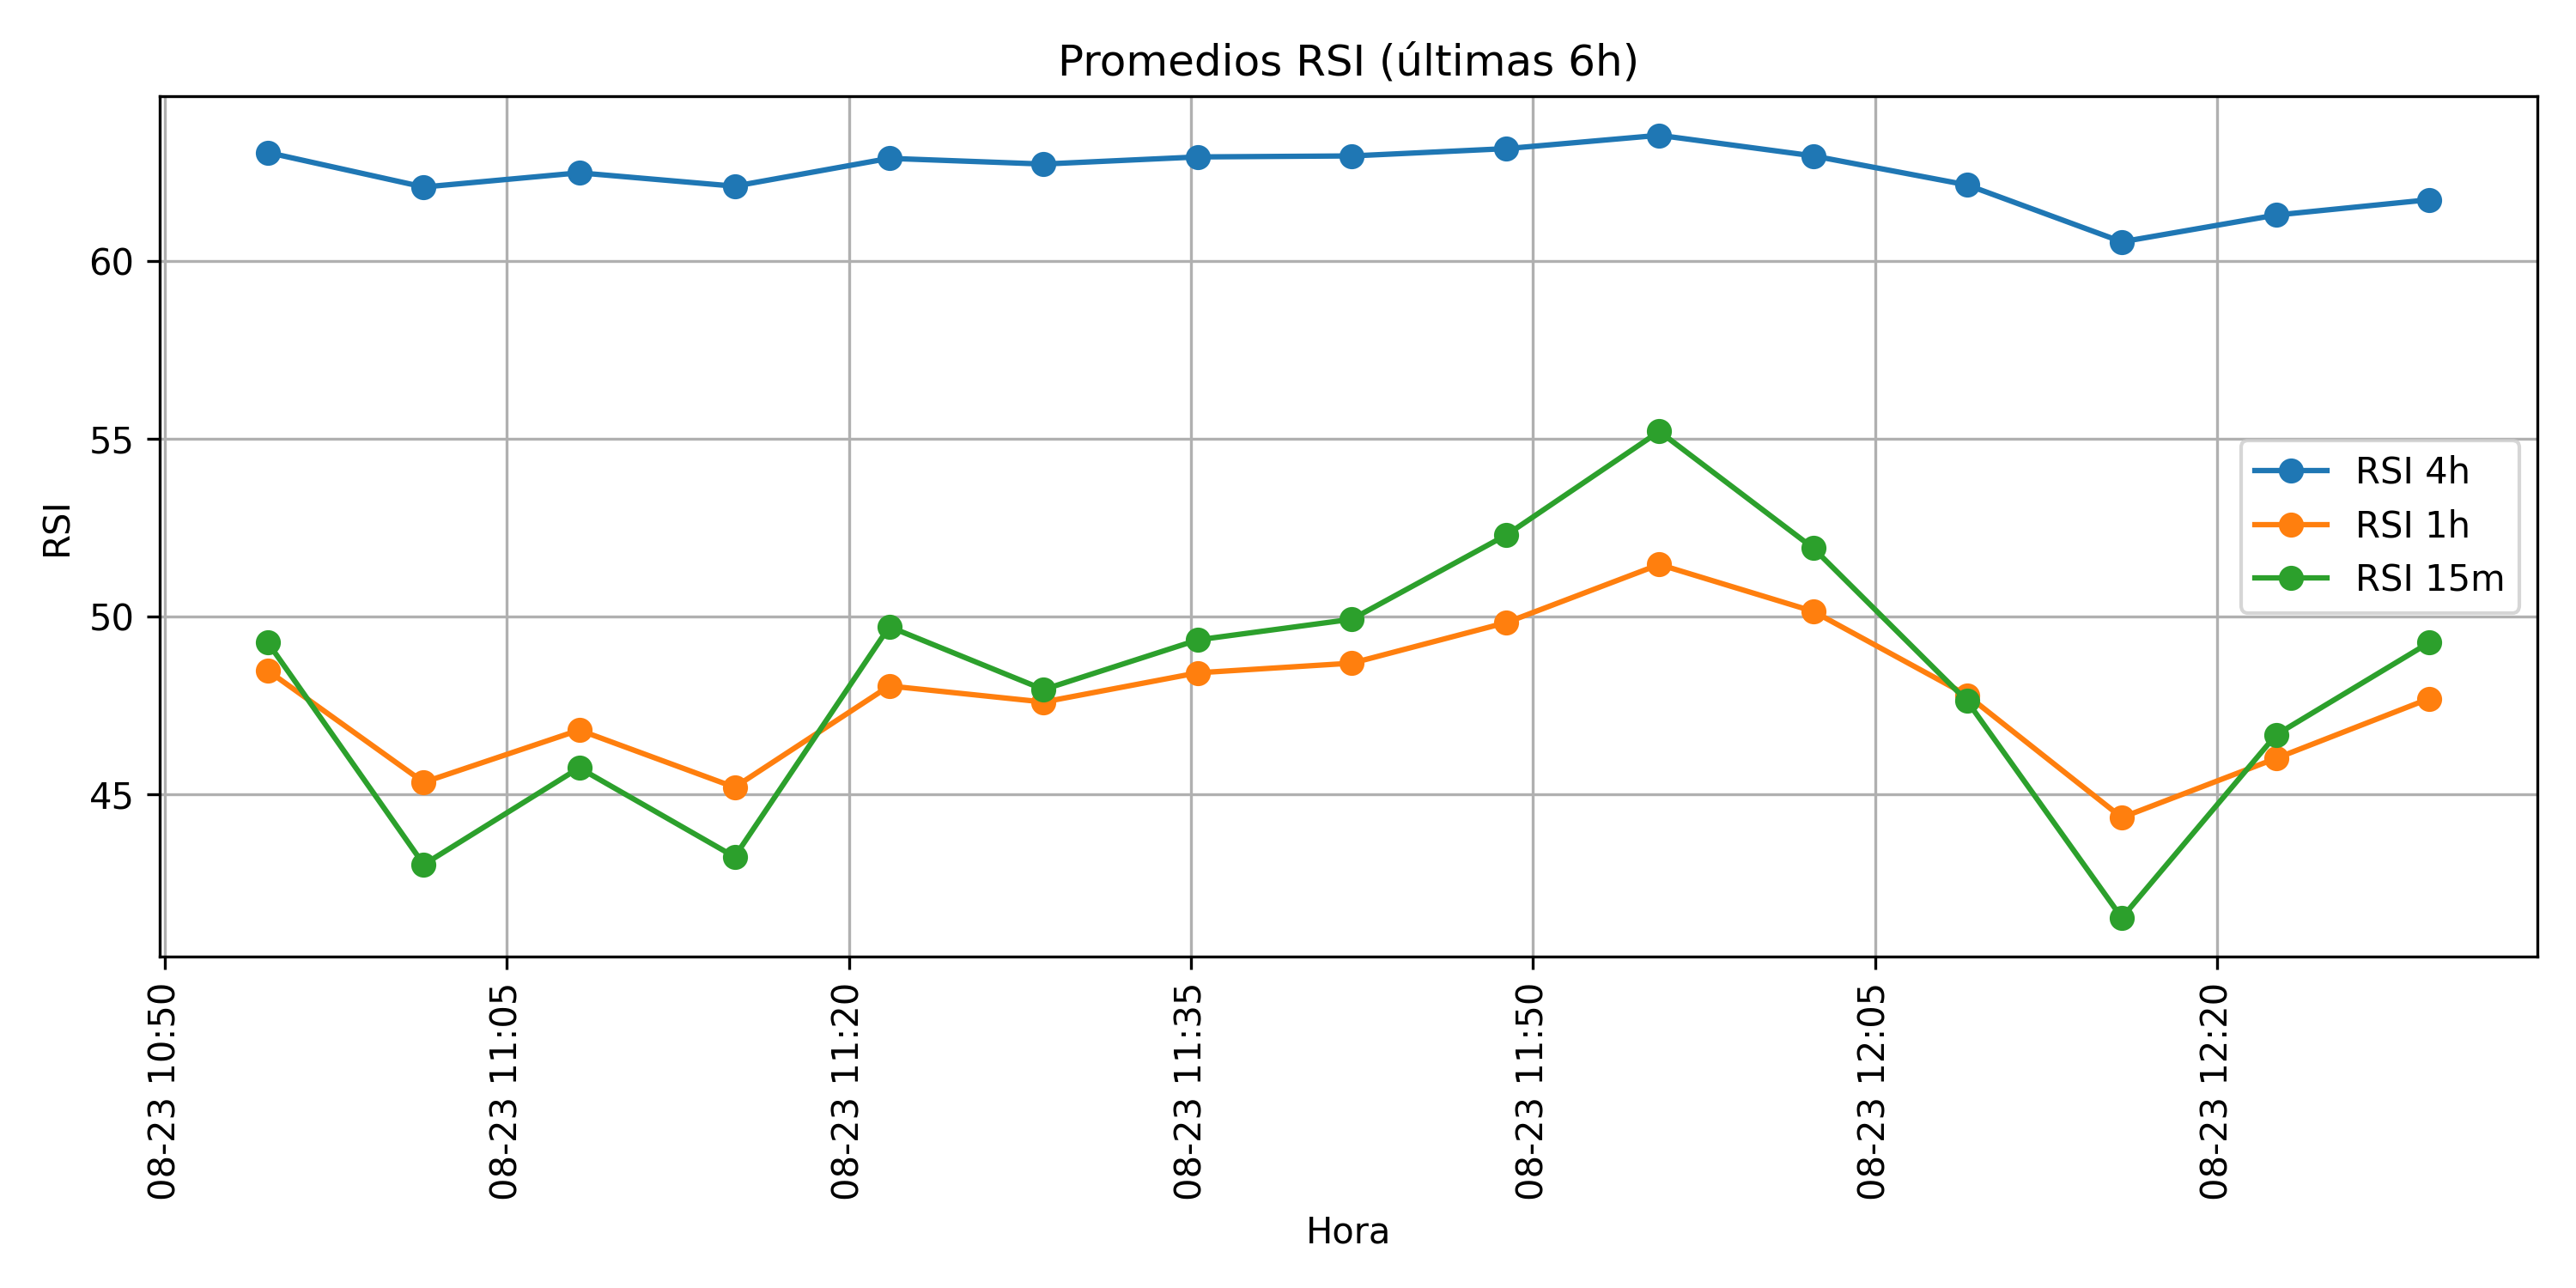 Promedios RSI (últimas 6h)
RSI
60
55
50
45
RSI 4h
RSI 1h
RSI 15m
08-23 10:50
08-23 11:05
08-23 11:20
08-23 11:35
08-23 11:50
08-23 12:05
08-23 12:20
Hora